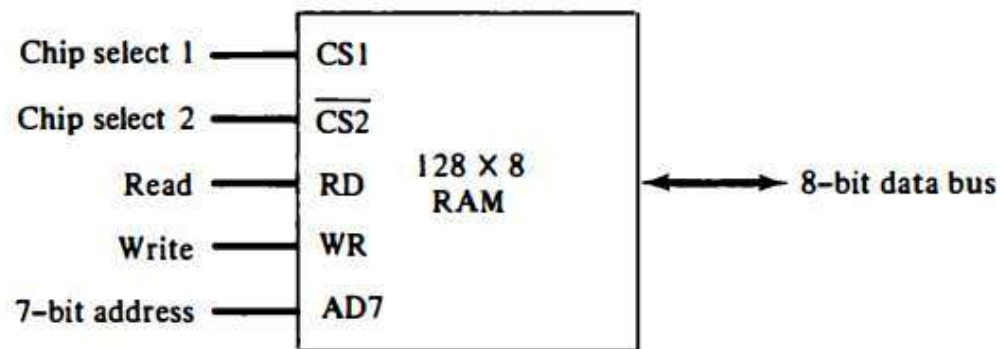 Chip select 1 CS1
Chip select 2 C̅S̅2̅
Read RD
128 × 8
RAM
8-bit data bus
Write WR
7-bit address AD7